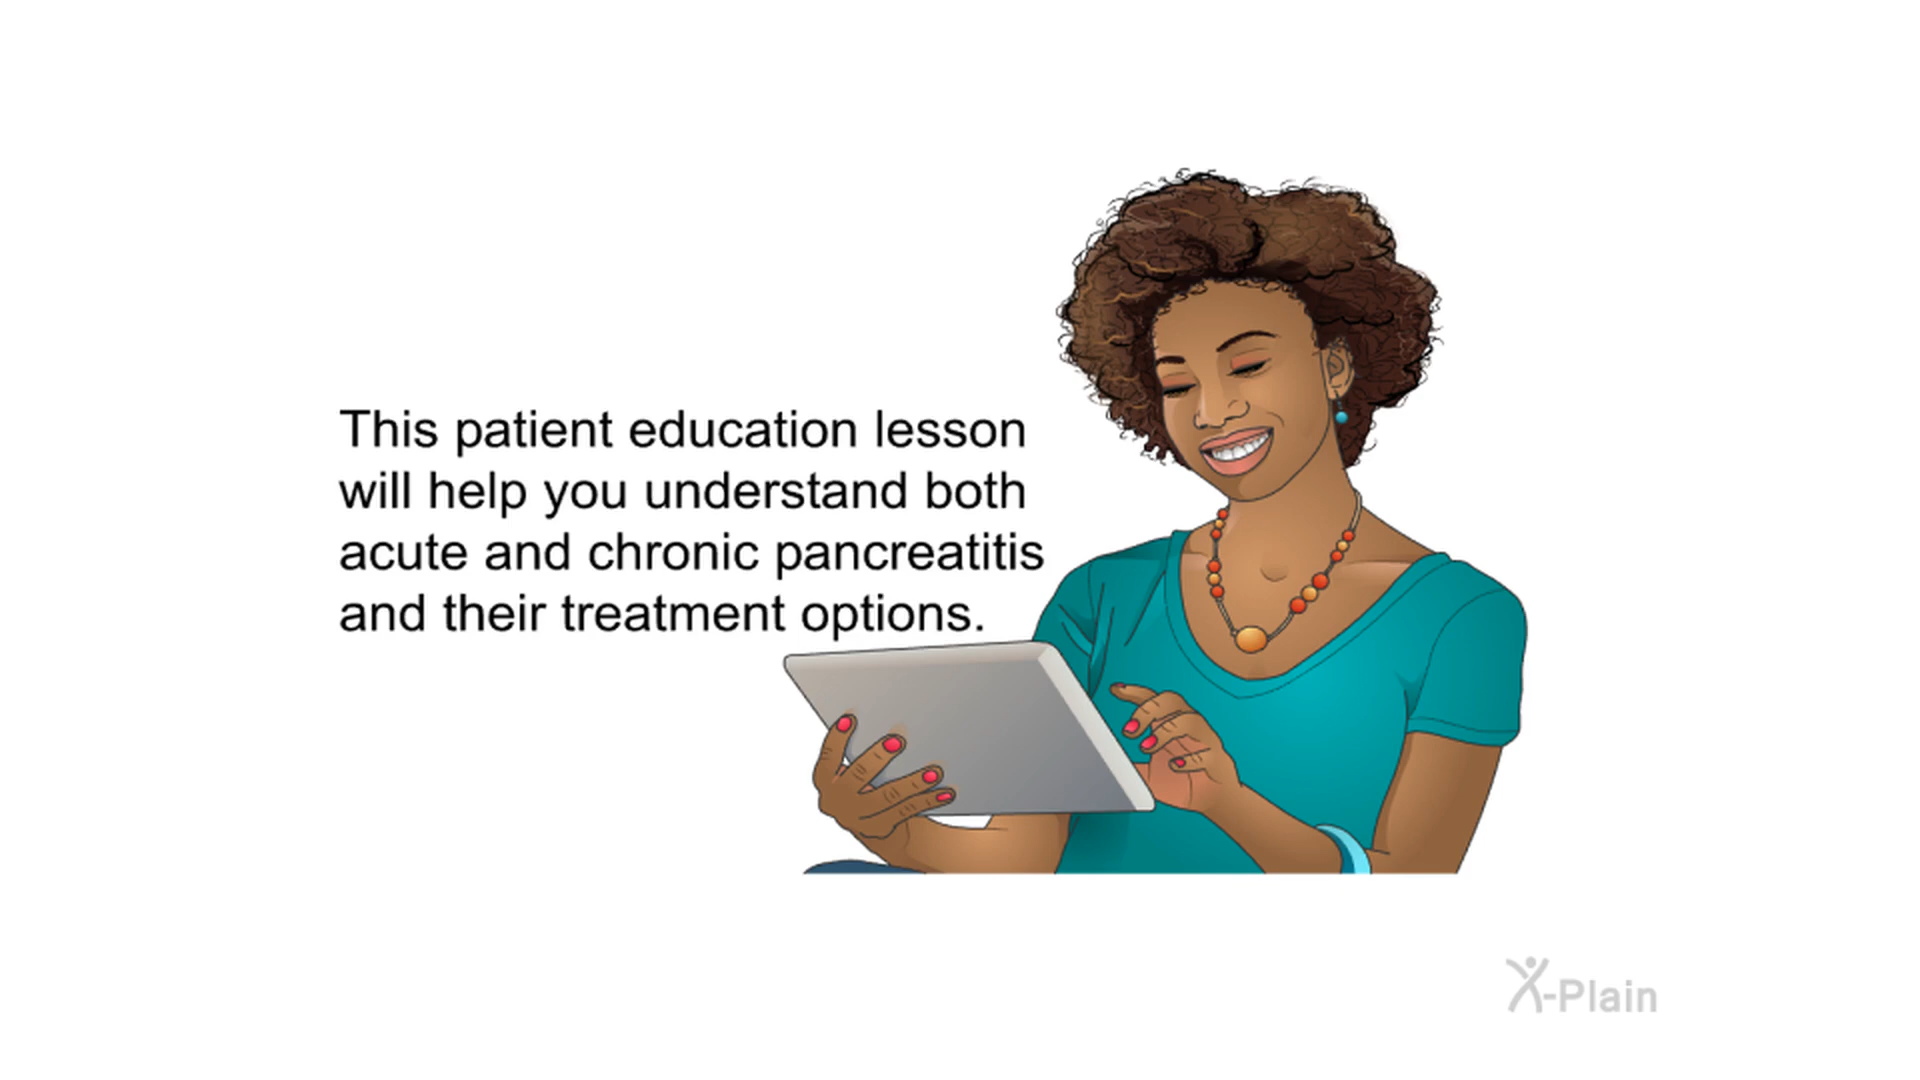 This patient education lesson
will help you understand both
acute and chronic pancreatitis
and their treatment options.
X-Plain